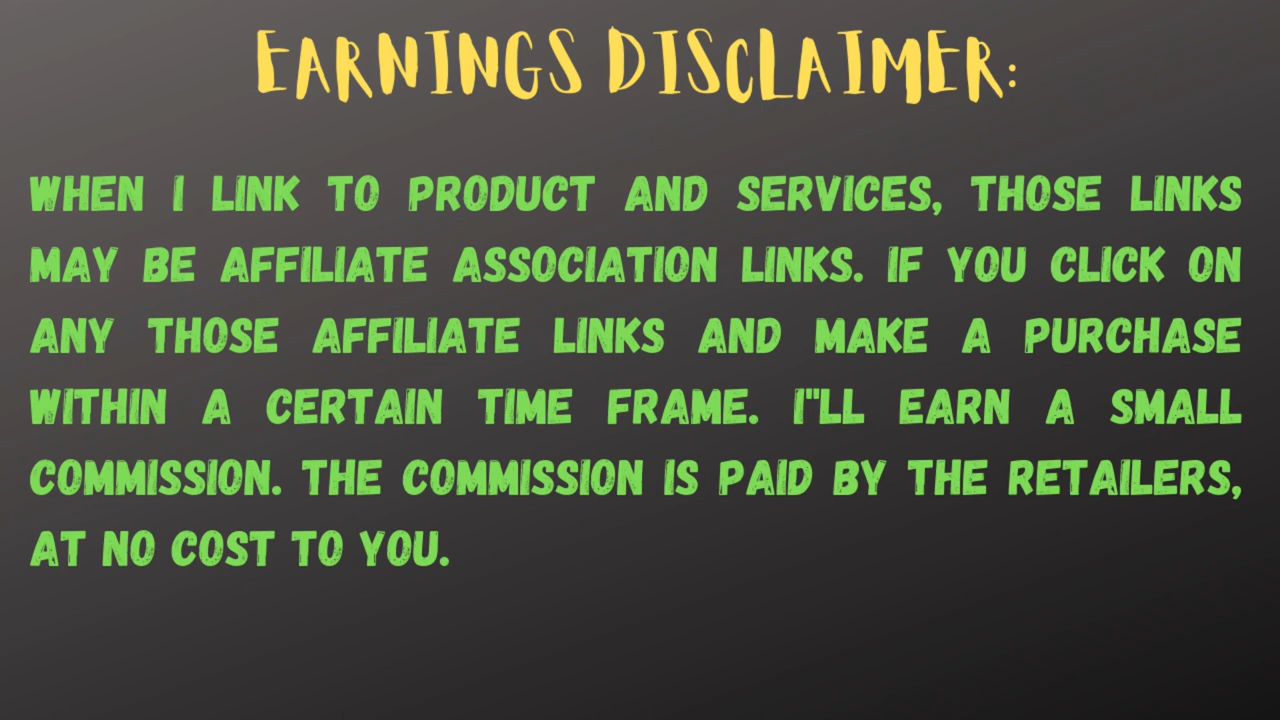 EARNINGS DISCLAIMER:
WHEN I LINK TO PRODUCT AND SERVICES, THOSE LINKS
MAY BE AFFILIATE ASSOCIATION LINKS. IF YOU CLICK ON
ANY THOSE AFFILIATE LINKS AND MAKE A PURCHASE
WITHIN A CERTAIN TIME FRAME. I"LL EARN A SMALL
COMMISSION. THE COMMISSION IS PAID BY THE RETAILERS,
AT NO COST TO YOU.